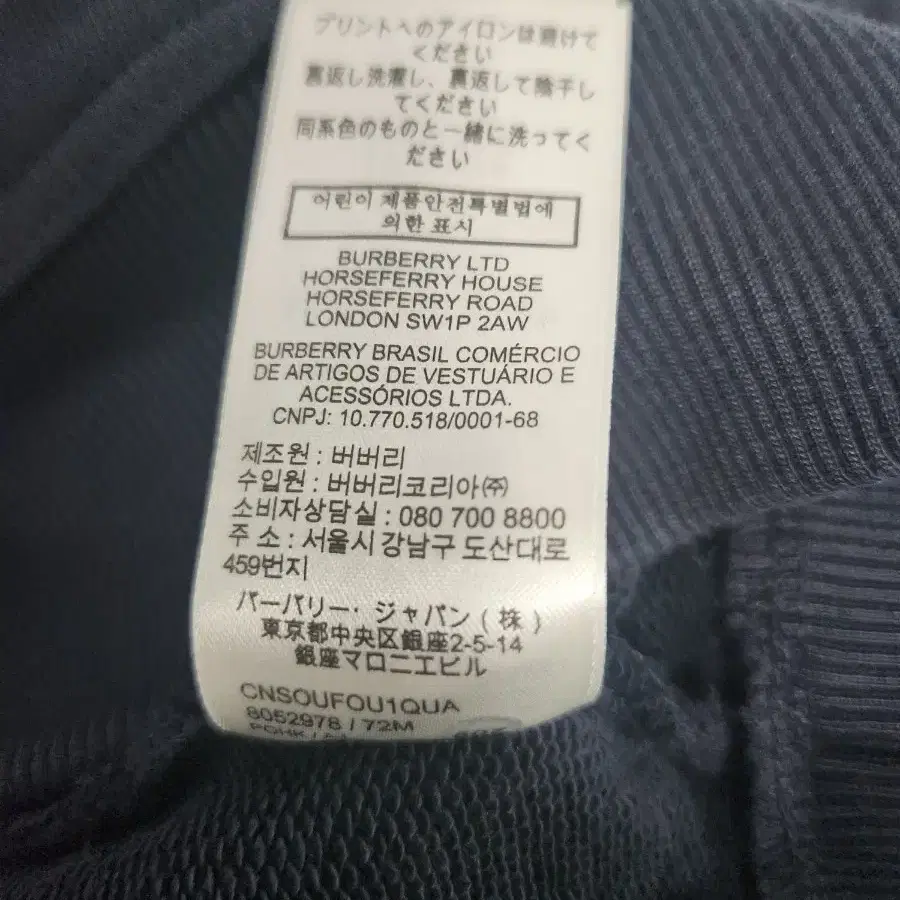 プリントへのアイロンは避けて
ください
裏返し洗濯し、裏返して陰干し
てください
同系色のものと一緒に洗ってく
ださい
어린이 제품안전특별법에
의한 표시
BURBERRY LTD
HORSEFERRY HOUSE
HORSEFERRY ROAD
LONDON SW1P 2AW
BURBERRY BRASIL COMÉRCIO
DE ARTIGOS DE VESTUÁRIO E
ACESSÓRIOS LTDA.
CNPJ: 10.770.518/0001-68
제조원 : 버버리
수입원 : 버버리코리아㈜
소비자상담실 : 080 700 8800
주 소 : 서울시 강남구 도산대로
459번지
バーバリー・ジャパン ( 株 )
東京都中央区銀座2-5-14
銀座マロニエビル
CNSOUFOU1QUA
8052978 / 72M